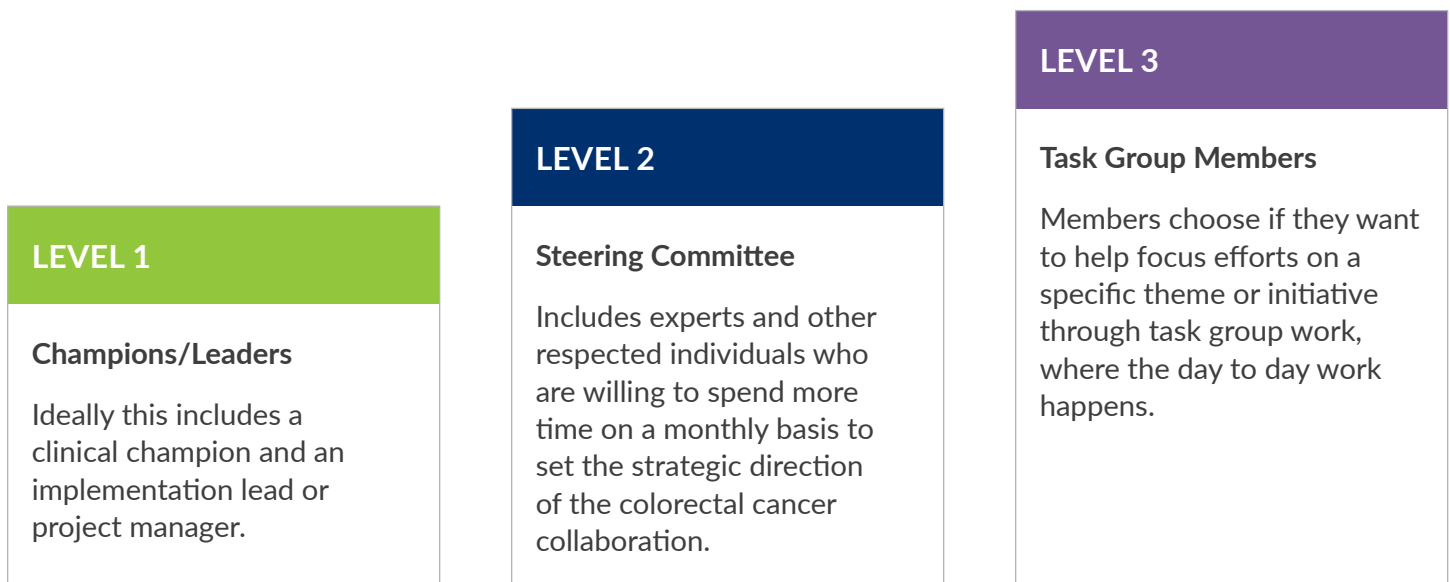 LEVEL 1
Champions/Leaders
Ideally this includes a
clinical champion and an
implementation lead or
project manager.
LEVEL 2
Steering Committee
Includes experts and other
respected individuals who
are willing to spend more
time on a monthly basis to
set the strategic direction
of the colorectal cancer
collaboration.
LEVEL 3
Task Group Members
Members choose if they want
to help focus efforts on a
specific theme or initiative
through task group work,
where the day to day work
happens.